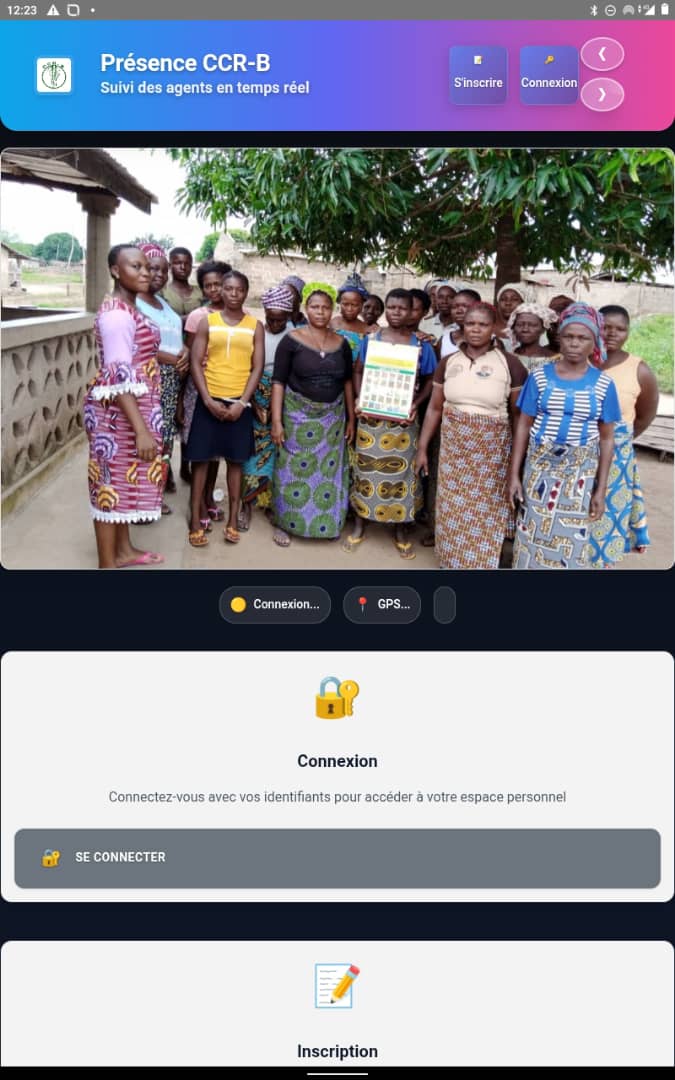 12:23
Présence CCR-B
Suivi des agents en temps réel
S'inscrire
Connexion
❮
❯
Connexion...
GPS...
Connexion
Connectez-vous avec vos identifiants pour accéder à votre espace personnel
SE CONNECTER
Inscription